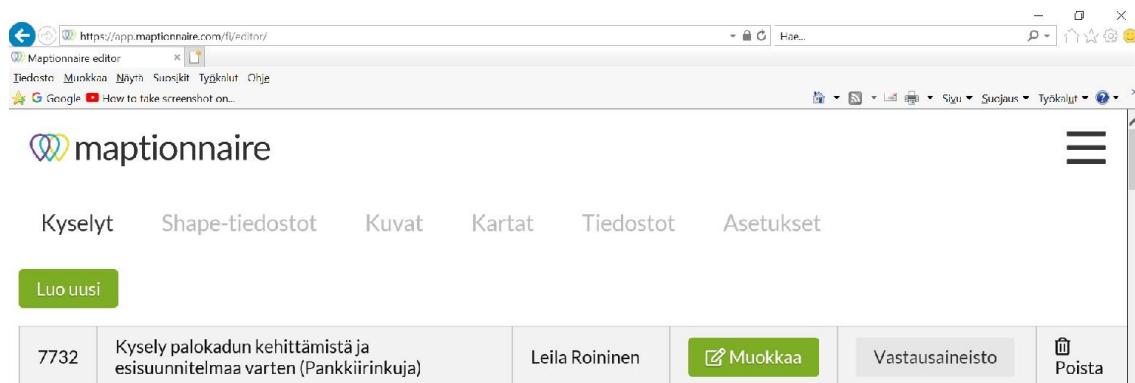 https://app.maptionnaire.com/fi/editor/ Hae...
Maptionnaire editor
Tiedosto Muokkaa Näytä Suosikit Työkalut Ohje
Google How to take screenshot on... Sivu Suojaus Työkalut
maptionnaire
Kyselyt Shape-tiedostot Kuvat Kartat Tiedostot Asetukset
Luo uusi
7732 Kysely palokadun kehittämistä ja esisuunnitelmaa varten (Pankkiirinkuja) Leila Roininen Muokkaa Vastausaineisto Poista